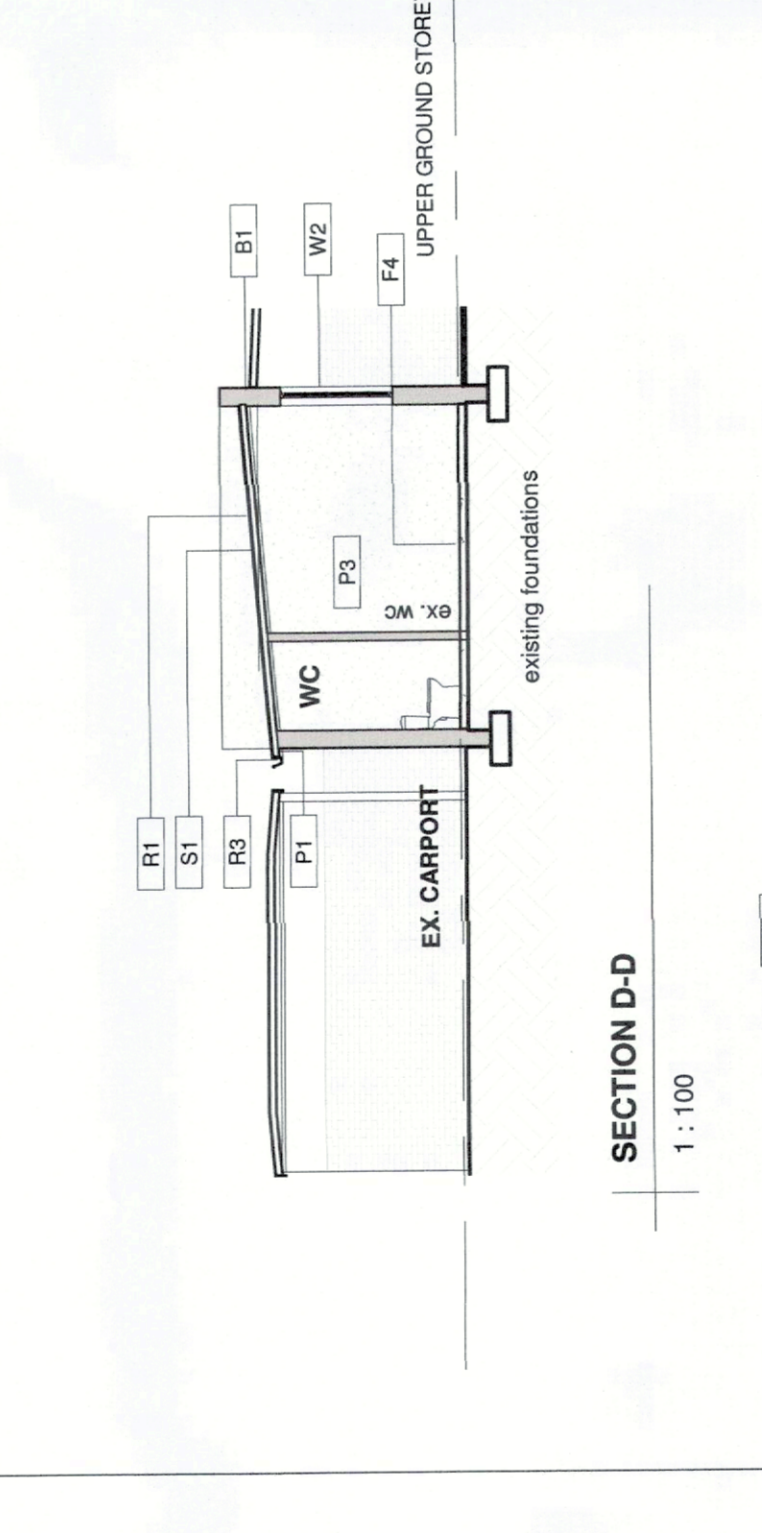 R1
S1
R3
P1
B1
W2
F4
UPPER GROUND STORE
WC
P3
ex. WC
EX. CARPORT
existing foundations
SECTION D-D
1 : 100